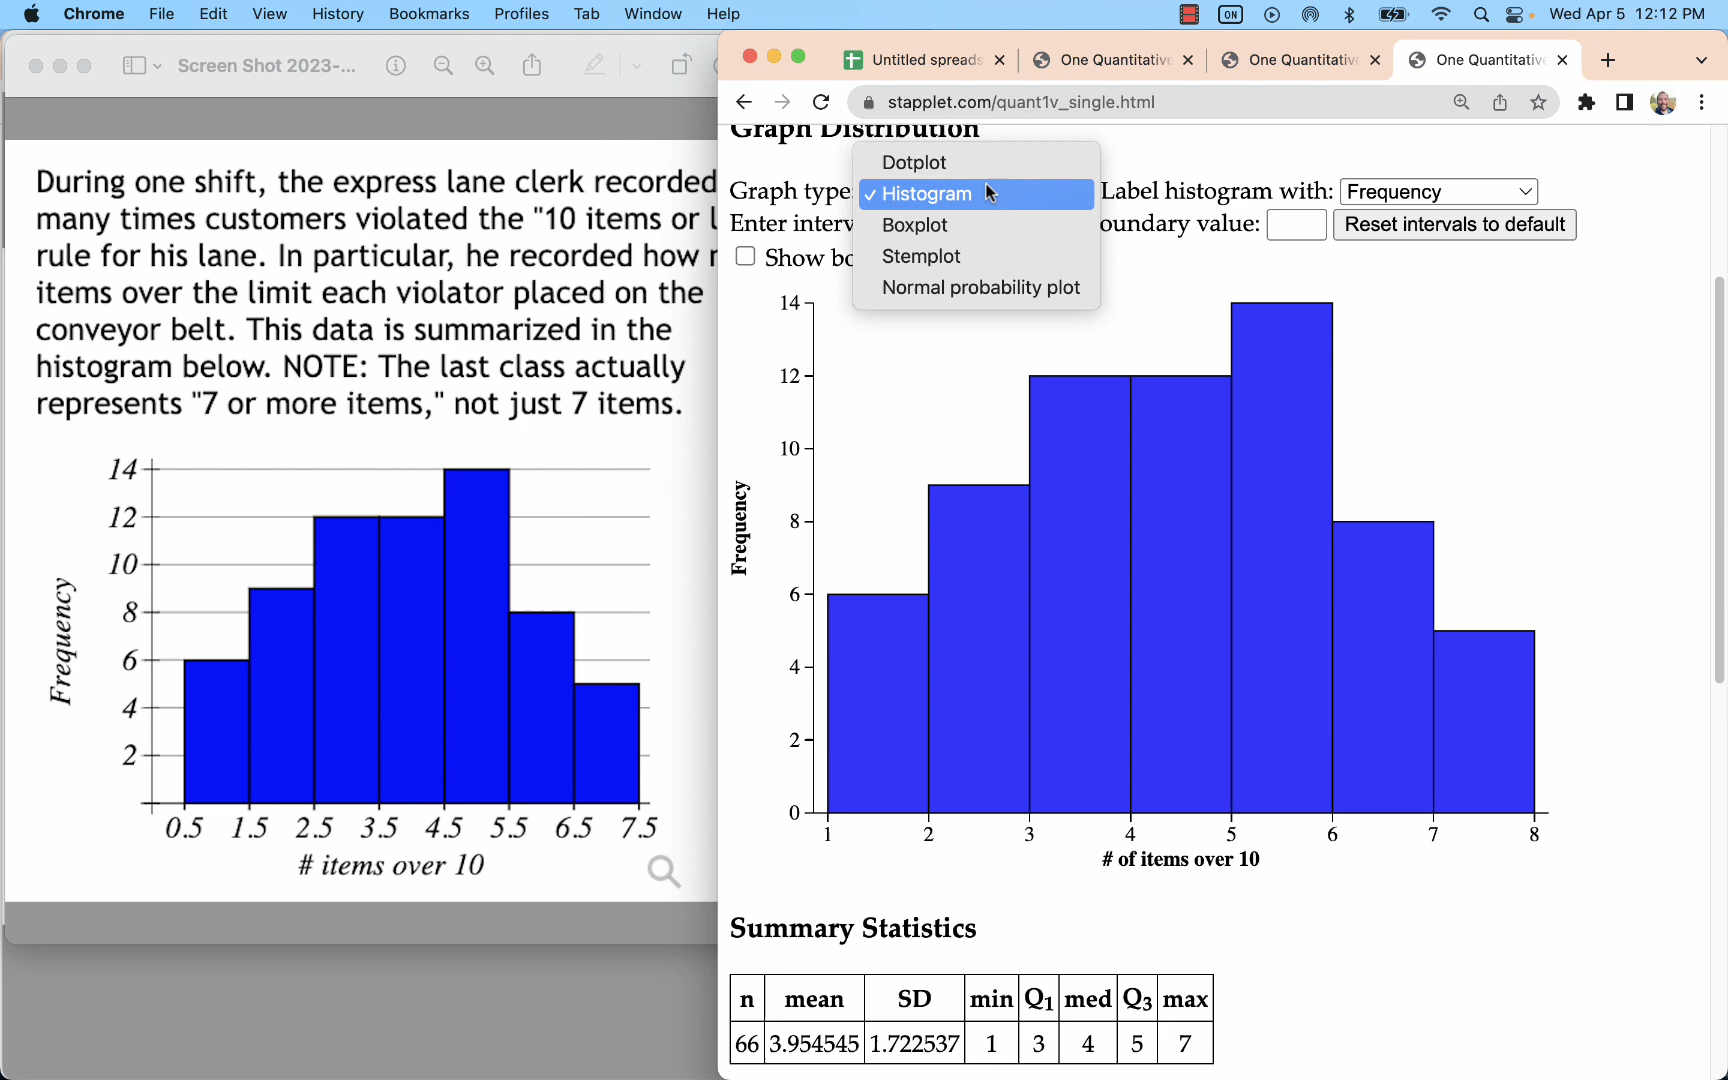 Chrome File Edit View History Bookmarks Profiles Tab Window Help ON Wed Apr 5 12:12 PM
Screen Shot 2023-...
During one shift, the express lane clerk recorded
many times customers violated the "10 items or
rule for his lane. In particular, he recorded how
items over the limit each violator placed on the
conveyor belt. This data is summarized in the
histogram below. NOTE: The last class actually
represents "7 or more items," not just 7 items.
14
12
10
8
6
4
2
Frequency
0.5 1.5 2.5 3.5 4.5 5.5 6.5 7.5
# items over 10
Untitled spreads One Quantitative One Quantitative One Quantitative
stapplet.com/quant1v_single.html
Graph Distribution
Graph type:
Dotplot
✓ Histogram
Boxplot
Stemplot
Normal probability plot
Label histogram with: Frequency
Enter interv
oundary value: Reset intervals to default
Show bo
14
12
10
8
6
4
2
0
Frequency
1 2 3 4 5 6 7 8
# of items over 10
Summary Statistics
n mean SD min Q1 med Q3 max
66 3.954545 1.722537 1 3 4 5 7